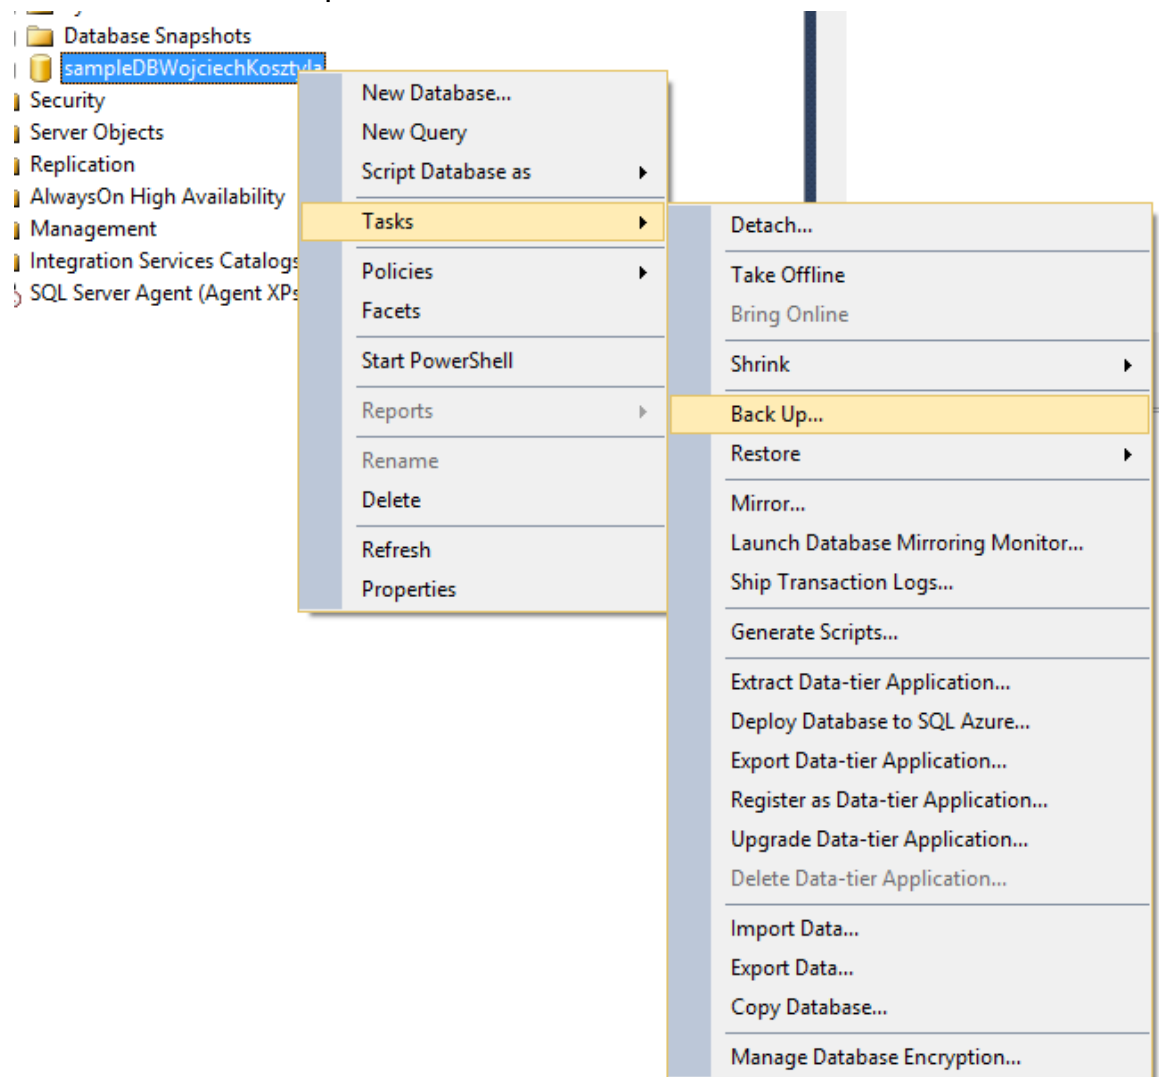 Database Snapshots
sampleDBWojciechKosztyla
Security
Server Objects
Replication
AlwaysOn High Availability
Management
Integration Services Catalogs
SQL Server Agent (Agent XPs
New Database...
New Query
Script Database as
Tasks
Policies
Facets
Start PowerShell
Reports
Rename
Delete
Refresh
Properties
Detach...
Take Offline
Bring Online
Shrink
Back Up...
Restore
Mirror...
Launch Database Mirroring Monitor...
Ship Transaction Logs...
Generate Scripts...
Extract Data-tier Application...
Deploy Database to SQL Azure...
Export Data-tier Application...
Register as Data-tier Application...
Upgrade Data-tier Application...
Delete Data-tier Application...
Import Data...
Export Data...
Copy Database...
Manage Database Encryption...